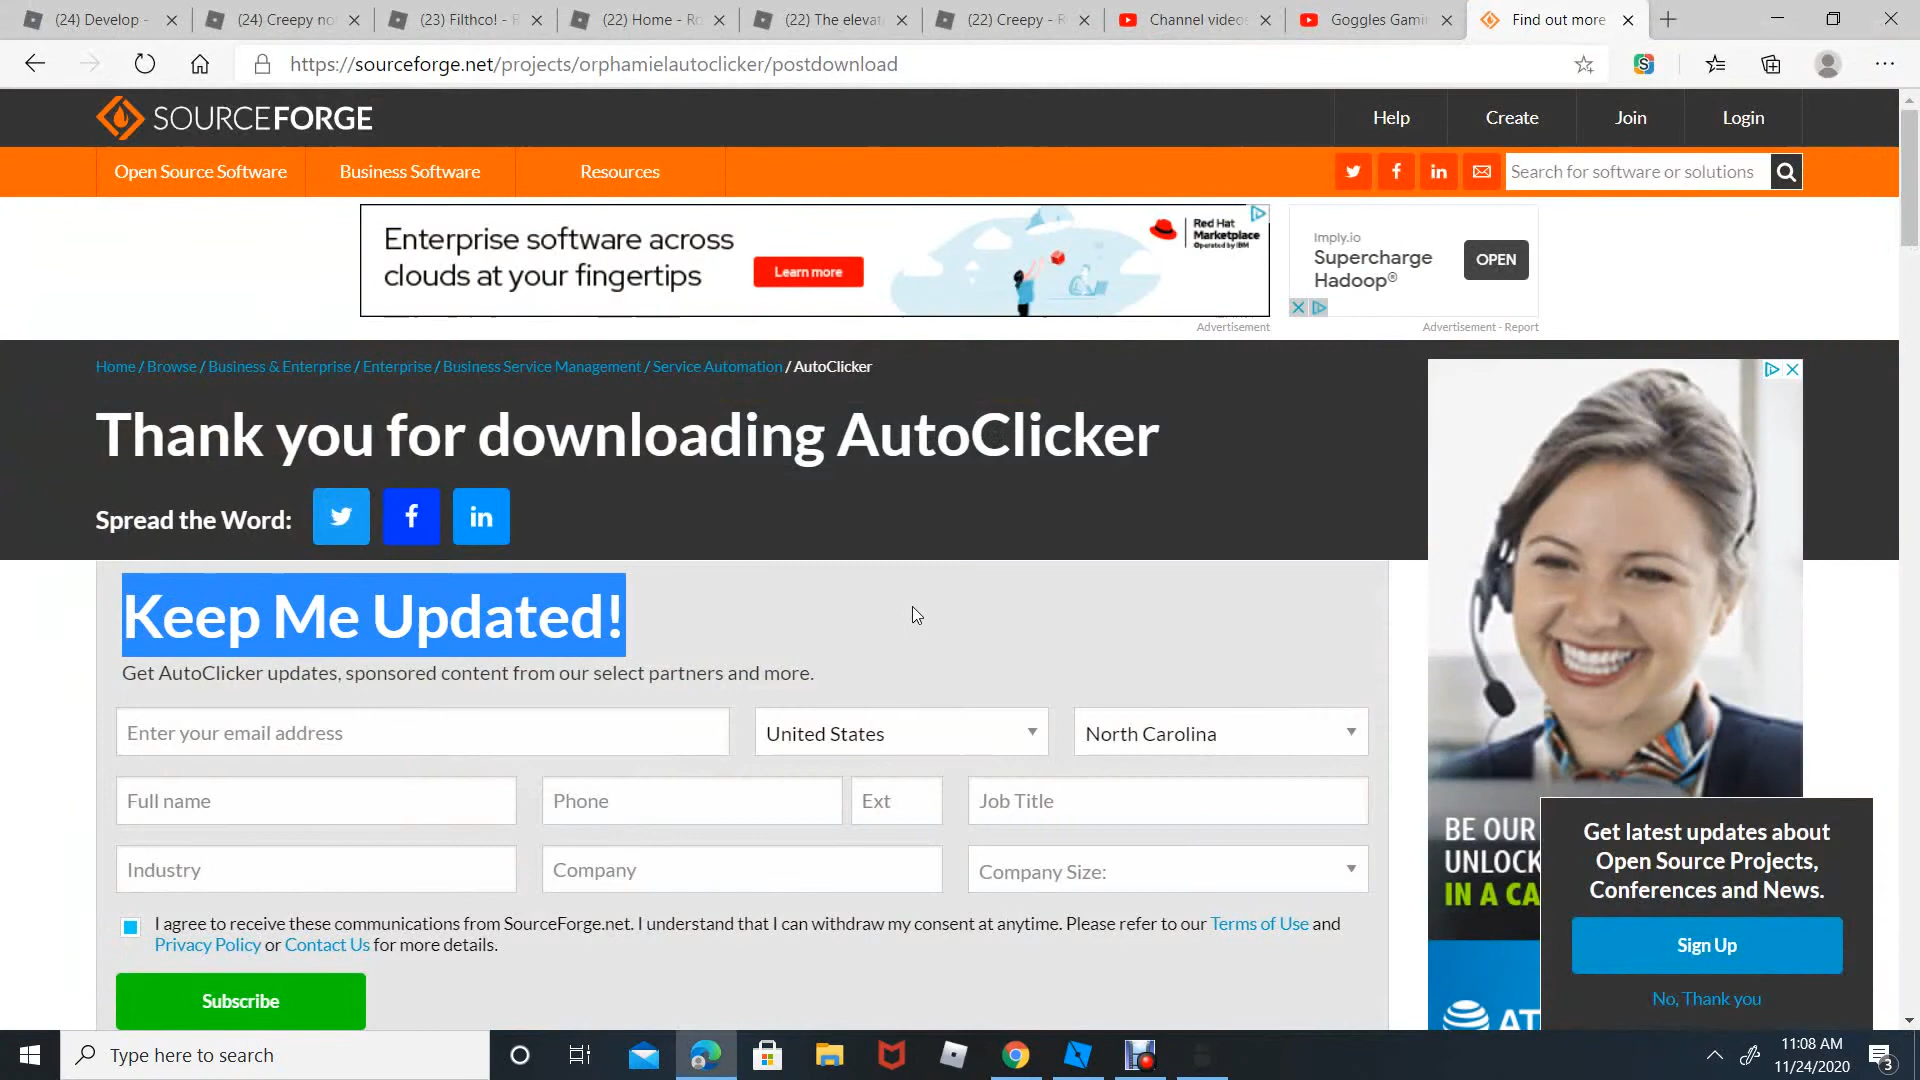 (24) Develop -
(24) Creepy no
(23) Filthco! - R
(22) Home - Ro
(22) The elevat
(22) Creepy - R
Channel video
Goggles Gami
Find out more
https://sourceforge.net/projects/orphamielautoclicker/postdownload
SOURCEFORGE
Help
Create
Join
Login
Open Source Software
Business Software
Resources
Search for software or solutions
Enterprise software across
clouds at your fingertips
Learn more
Red Hat
Marketplace
Operated by IBM
Imply.io
Supercharge
Hadoop®
OPEN
Advertisement
Advertisement - Report
Home / Browse / Business & Enterprise / Enterprise / Business Service Management / Service Automation / AutoClicker
Thank you for downloading AutoClicker
Spread the Word:
Keep Me Updated!
Get AutoClicker updates, sponsored content from our select partners and more.
Enter your email address
United States
North Carolina
Full name
Phone
Ext
Job Title
Industry
Company
Company Size:
I agree to receive these communications from SourceForge.net. I understand that I can withdraw my consent at anytime. Please refer to our Terms of Use and
Privacy Policy or Contact Us for more details.
Subscribe
BE OUR
UNLOCK
IN A CA
AT
Get latest updates about
Open Source Projects,
Conferences and News.
Sign Up
No, Thank you
Type here to search
11:08 AM
11/24/2020
3